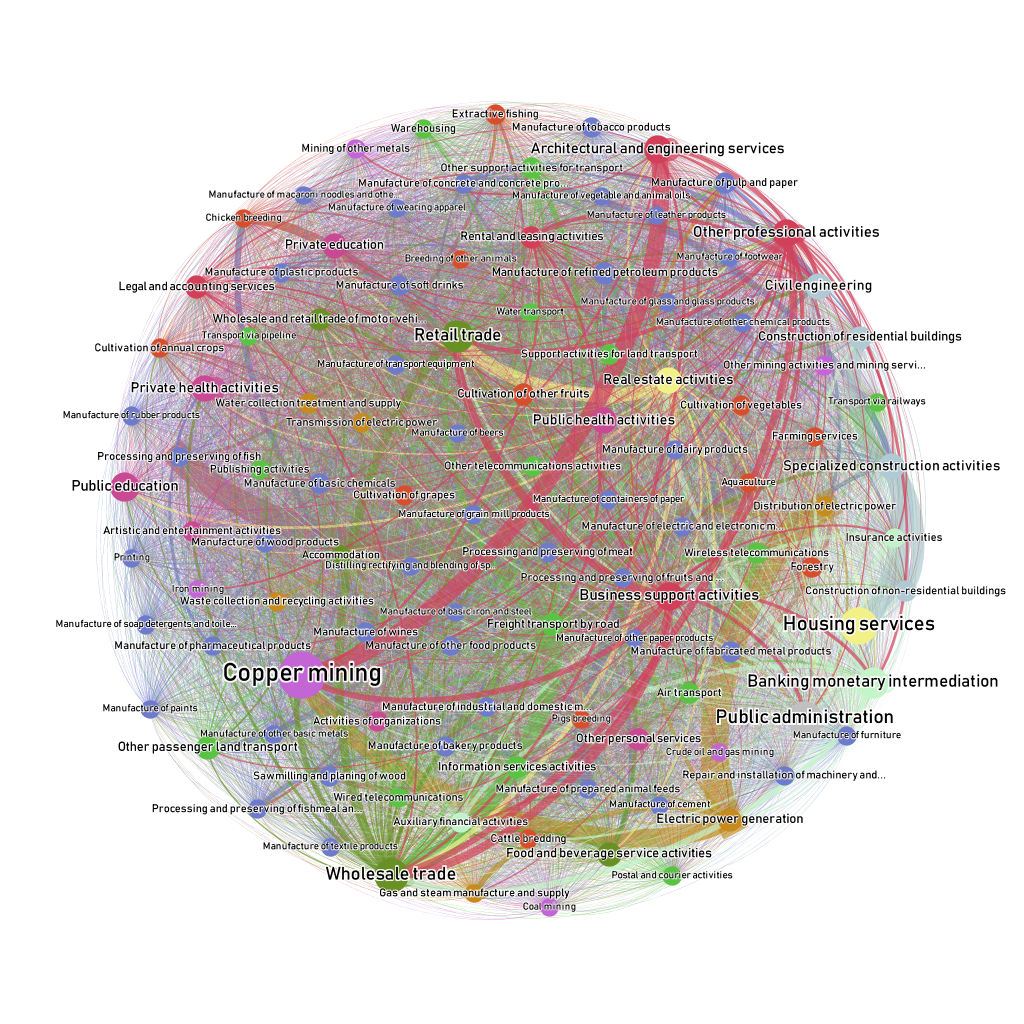 Extractive fishing
Warehousing
Manufacture of tobacco products
Mining of other metals
Architectural and engineering services
Other support activities for transport
Manufacture of concrete and concrete pro...
Manufacture of pulp and paper
Manufacture of macaroni noodles and othe...
Manufacture of vegetable and animal oils
Manufacture of wearing apparel
Manufacture of leather products
Chicken breeding
Other professional activities
Private education
Rental and leasing activities
Breeding of other animals
Manufacture of footwear
Manufacture of plastic products
Manufacture of refined petroleum products
Legal and accounting services
Manufacture of soft drinks
Civil engineering
Manufacture of glass and glass products
Water transport
Wholesale and retail trade of motor vehi...
Manufacture of other chemical products
Transport via pipeline
Retail trade
Construction of residential buildings
Cultivation of annual crops
Support activities for land transport
Manufacture of transport equipment
Other mining activities and mining servi...
Real estate activities
Private health activities
Cultivation of other fruits
Water collection treatment and supply
Cultivation of vegetables
Transport via railways
Manufacture of rubber products
Transmission of electric power
Public health activities
Manufacture of beers
Farming services
Manufacture of dairy products
Processing and preserving of fish
Publishing activities
Other telecommunications activities
Specialized construction activities
Manufacture of basic chemicals
Aquaculture
Public education
Cultivation of grapes
Manufacture of containers of paper
Distribution of electric power
Manufacture of grain mill products
Artistic and entertainment activities
Manufacture of electric and electronic m...
Insurance activities
Manufacture of wood products
Printing
Accommodation
Processing and preserving of meat
Wireless telecommunications
Distilling rectifying and blending of sp...
Forestry
Processing and preserving of fruits and ...
Iron mining
Construction of non-residential buildings
Waste collection and recycling activities
Business support activities
Manufacture of basic iron and steel
Manufacture of soap detergents and toile...
Freight transport by road
Housing services
Manufacture of wines
Manufacture of other paper products
Manufacture of pharmaceutical products
Manufacture of other food products
Manufacture of fabricated metal products
Copper mining
Banking monetary intermediation
Air transport
Manufacture of paints
Manufacture of industrial and domestic m...
Public administration
Activities of organizations
Pigs breeding
Manufacture of other basic metals
Manufacture of furniture
Other personal services
Other passenger land transport
Manufacture of bakery products
Crude oil and gas mining
Information services activities
Sawmilling and planing of wood
Repair and installation of machinery and...
Manufacture of prepared animal feeds
Wired telecommunications
Manufacture of cement
Processing and preserving of fishmeal an...
Auxiliary financial activities
Electric power generation
Cattle bredding
Manufacture of textile products
Food and beverage service activities
Wholesale trade
Postal and courier activities
Gas and steam manufacture and supply
Coal mining